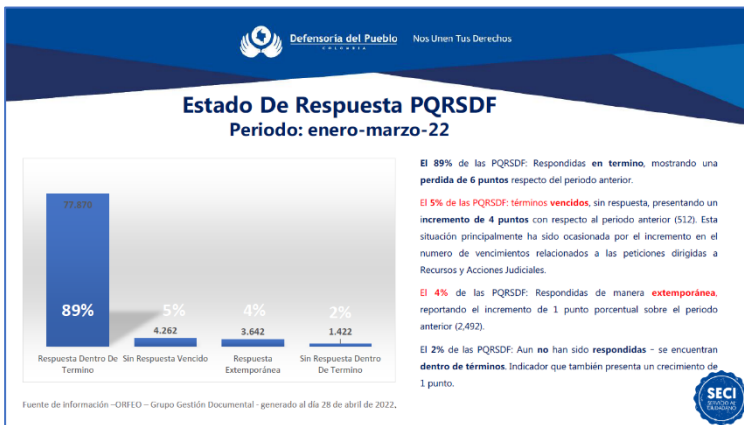 Defensoría del Pueblo
COLOMBIA
Nos Unen Tus Derechos
Estado De Respuesta PQRSDF
Periodo: enero-marzo-22
77.870
89%
5%
4%
2%
4.262
3.642
1.422
Respuesta Dentro De
Termino
Sin Respuesta Vencido
Respuesta
Extemporánea
Sin Respuesta Dentro
De Termino
El 89% de las PQRSDF: Respondidas en termino, mostrando una
perdida de 6 puntos respecto del periodo anterior.
El 5% de las PQRSDF: términos vencidos, sin respuesta, presentando un
incremento de 4 puntos con respecto al periodo anterior (512). Esta
situación principalmente ha sido ocasionada por el incremento en el
numero de vencimientos relacionados a las peticiones dirigidas a
Recursos y Acciones Judiciales.
El 4% de las PQRSDF: Respondidas de manera extemporánea,
reportando el incremento de 1 punto porcentual sobre el periodo
anterior (2,492).
El 2% de las PQRSDF: Aun no han sido respondidas – se encuentran
dentro de términos. Indicador que también presenta un crecimiento de
1 punto.
Fuente de información –ORFEO – Grupo Gestión Documental - generado al día 28 de abril de 2022.
SECI
SERVICIO AL
CIUDADANO